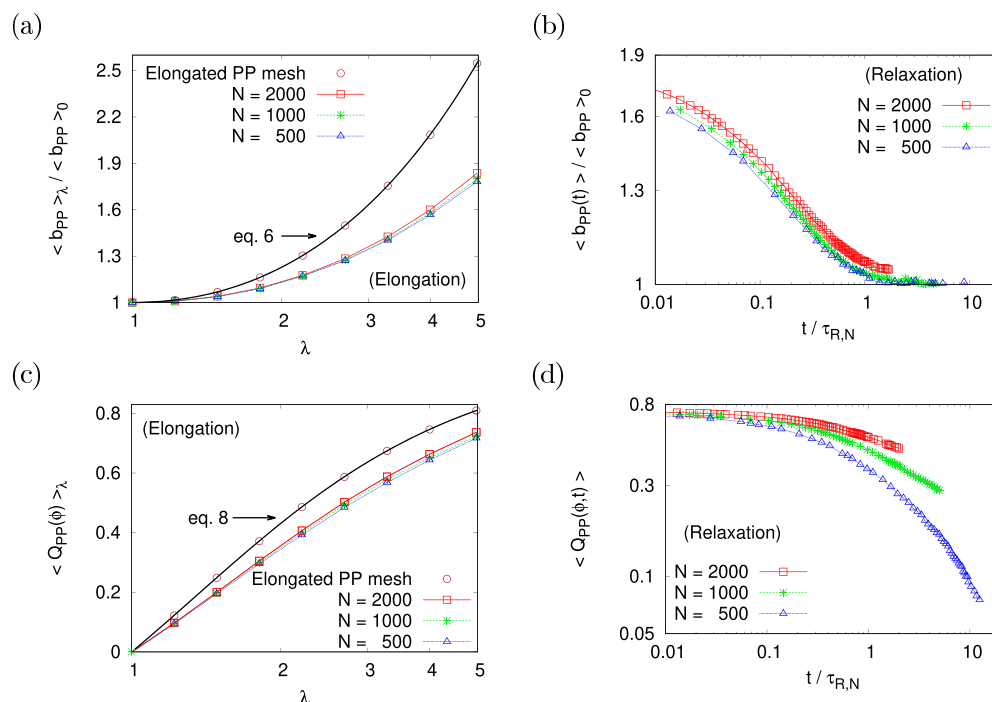 (a)
2.5
2.2
1.9
1.6
1.3
1
< b_PP >_λ / < b_PP >_0
Elongated PP mesh
N = 2000
N = 1000
N = 500
eq. 6
(Elongation)
1 2 3 4 5
λ
(b)
1.9
1.6
1.3
1
< b_PP(t) > / < b_PP >_0
(Relaxation)
N = 2000
N = 1000
N = 500
0.01 0.1 1 10
t / τ_R,N
(c)
0.8
0.6
0.4
0.2
0
< Q_PP(ϕ) >_λ
(Elongation)
eq. 8
Elongated PP mesh
N = 2000
N = 1000
N = 500
1 2 3 4 5
λ
(d)
0.8
0.3
0.1
0.05
< Q_PP(ϕ,t) >
(Relaxation)
N = 2000
N = 1000
N = 500
0.01 0.1 1 10
t / τ_R,N